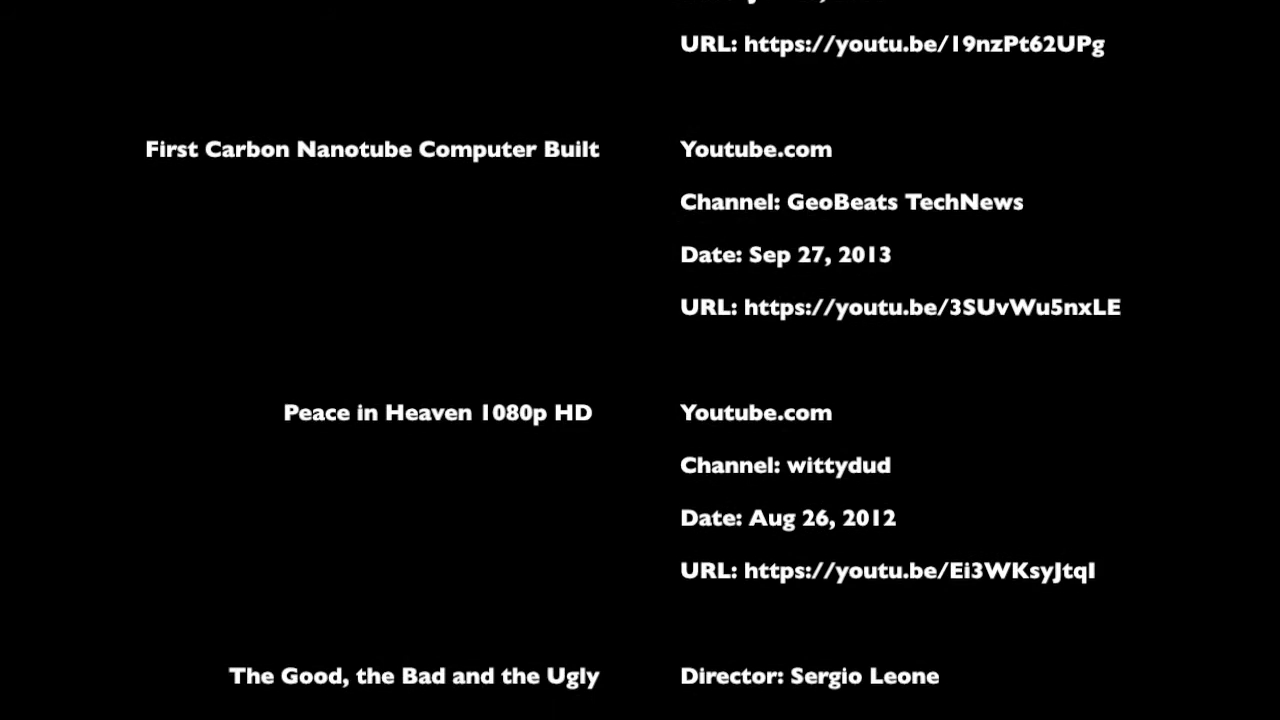 URL: https://youtu.be/19nzPt62UPg
First Carbon Nanotube Computer Built Youtube.com
Channel: GeoBeats TechNews
Date: Sep 27, 2013
URL: https://youtu.be/3SUvWu5nxLE
Peace in Heaven 1080p HD Youtube.com
Channel: wittydud
Date: Aug 26, 2012
URL: https://youtu.be/Ei3WKsyJtqI
The Good, the Bad and the Ugly Director: Sergio Leone